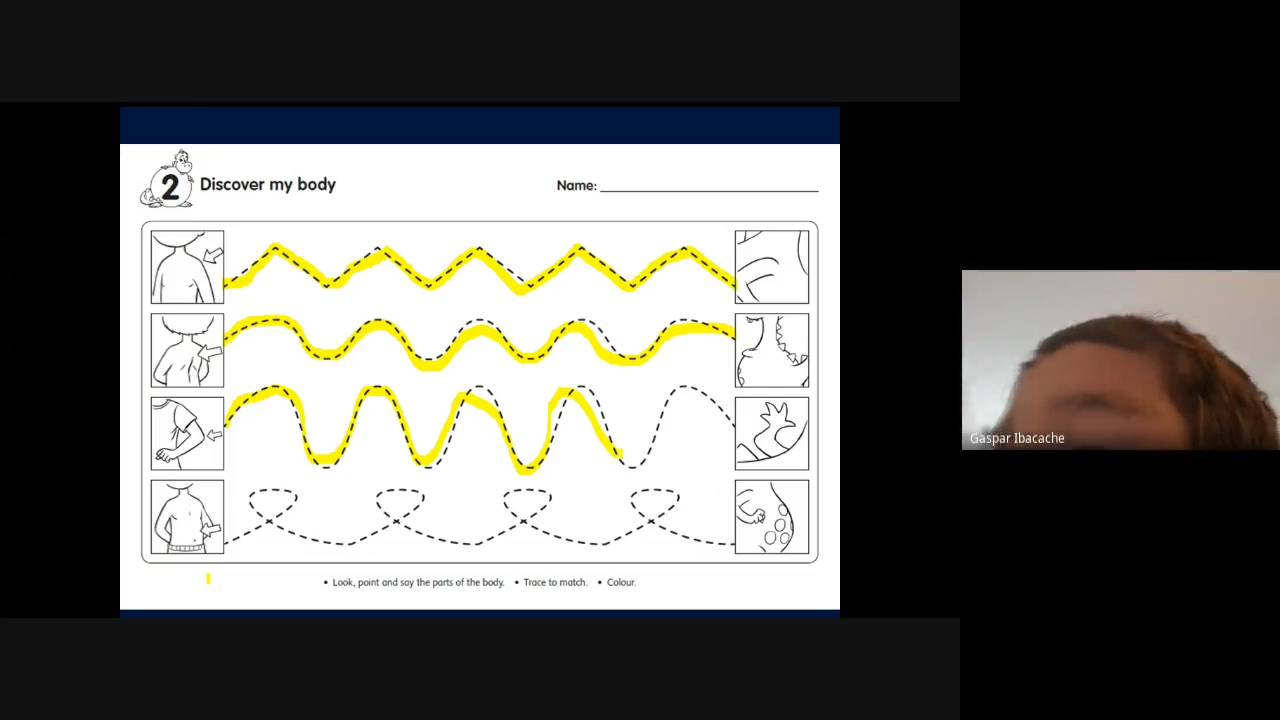 2
Discover my body
Name:
• Look, point and say the parts of the body. • Trace to match. • Colour.
Gaspar Ibacache